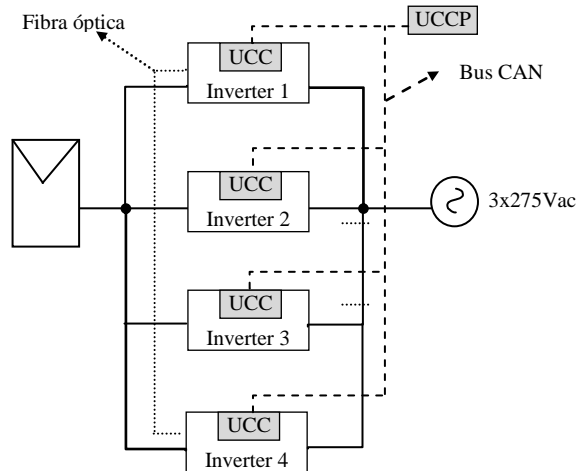 Fibra óptica
UCCP
UCC
Inverter 1
Bus CAN
UCC
Inverter 2
3x275Vac
UCC
Inverter 3
UCC
Inverter 4